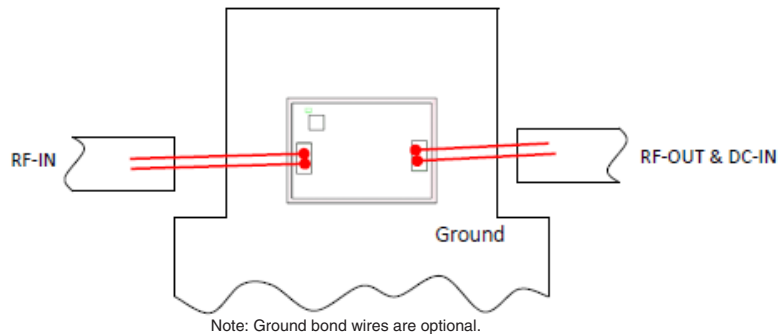 RF-IN
RF-OUT & DC-IN
Ground
Note: Ground bond wires are optional.